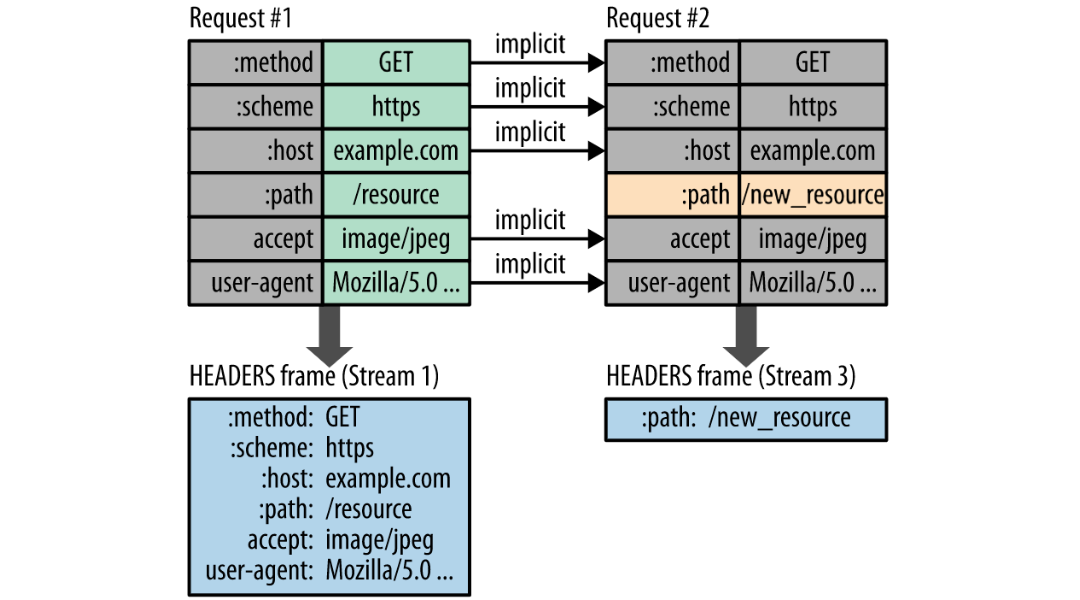 Request #1
:method GET
:scheme https
:host example.com
:path /resource
accept image/jpeg
user-agent Mozilla/5.0 ...
implicit
implicit
implicit
implicit
implicit
Request #2
:method GET
:scheme https
:host example.com
:path /new_resource
accept image/jpeg
user-agent Mozilla/5.0 ...
HEADERS frame (Stream 1)
:method: GET
:scheme: https
:host: example.com
:path: /resource
accept: image/jpeg
user-agent: Mozilla/5.0 ...
HEADERS frame (Stream 3)
:path: /new_resource